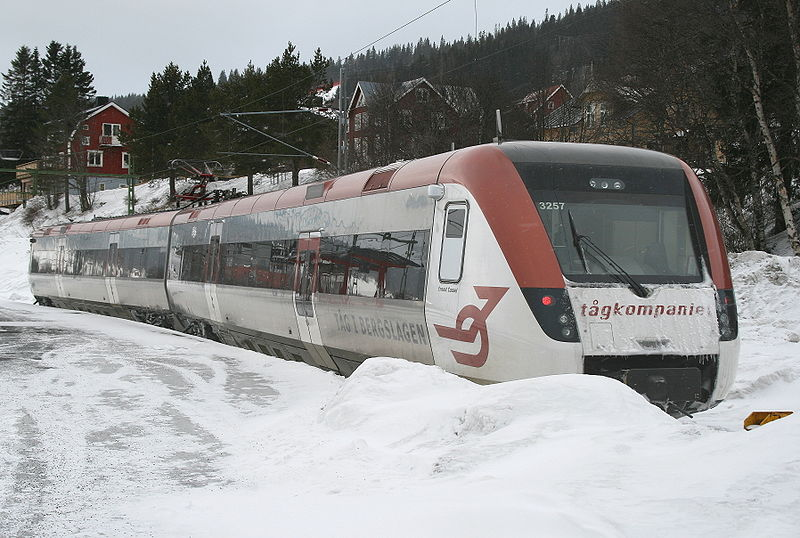 3257
tågkompaniet
TÅG I BERGSLAGEN